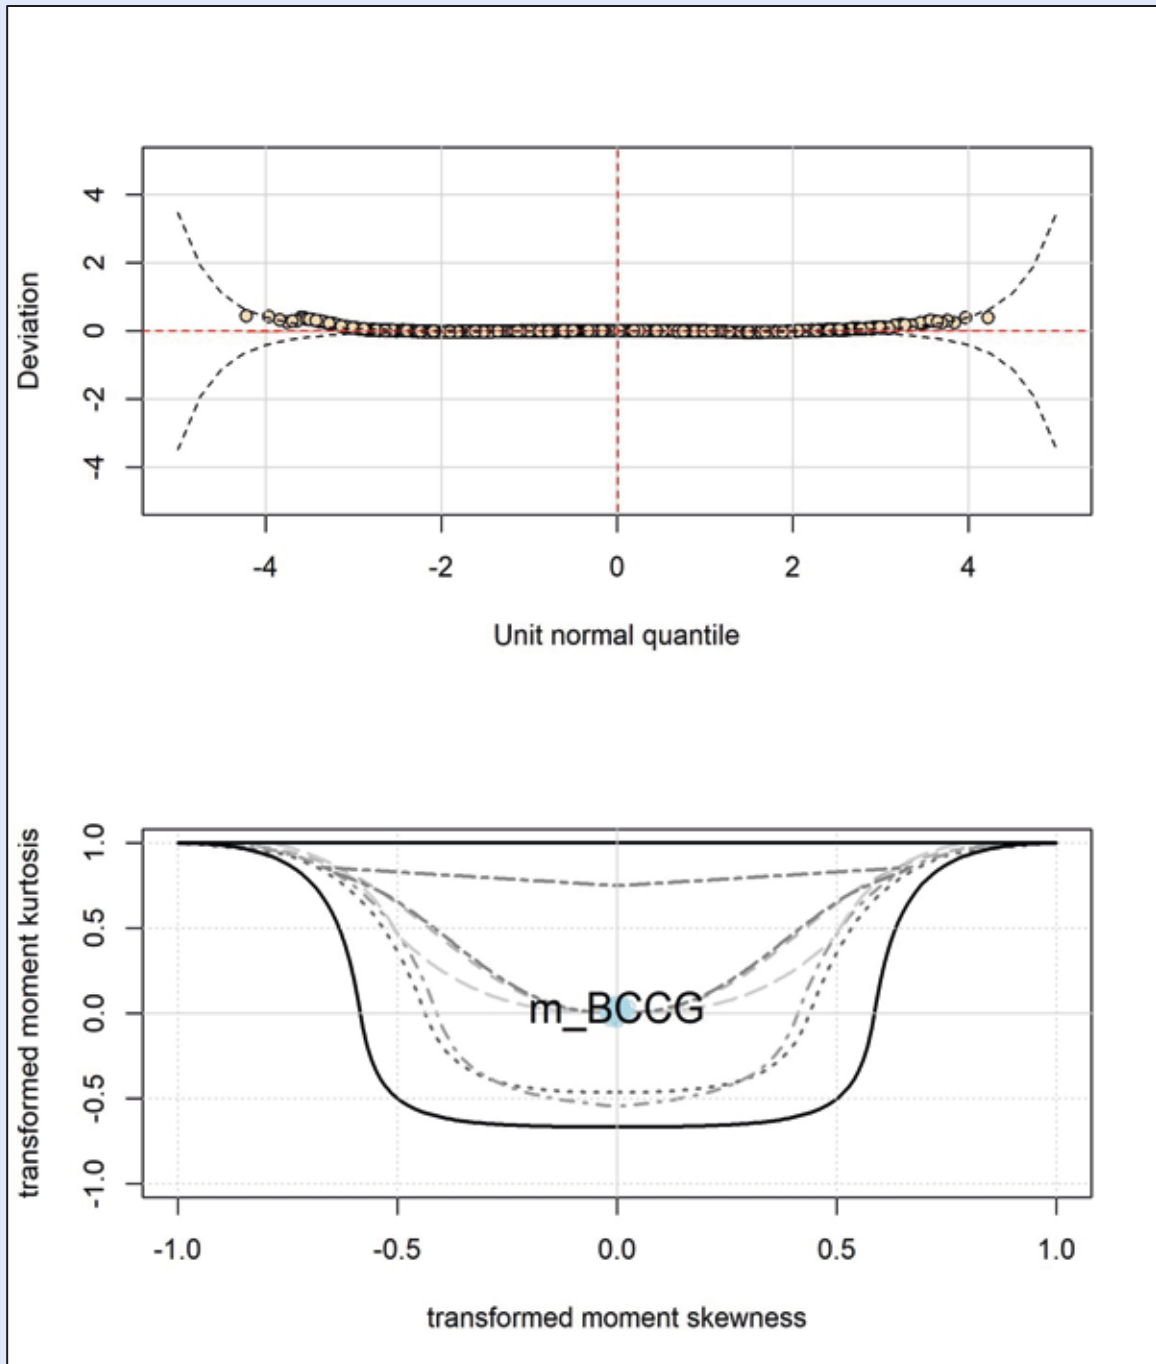 4
2
0
-2
-4
Deviation
-4 -2 0 2 4
Unit normal quantile
1.0
0.5
0.0
-0.5
-1.0
transformed moment kurtosis
m_BCCG
-1.0 -0.5 0.0 0.5 1.0
transformed moment skewness